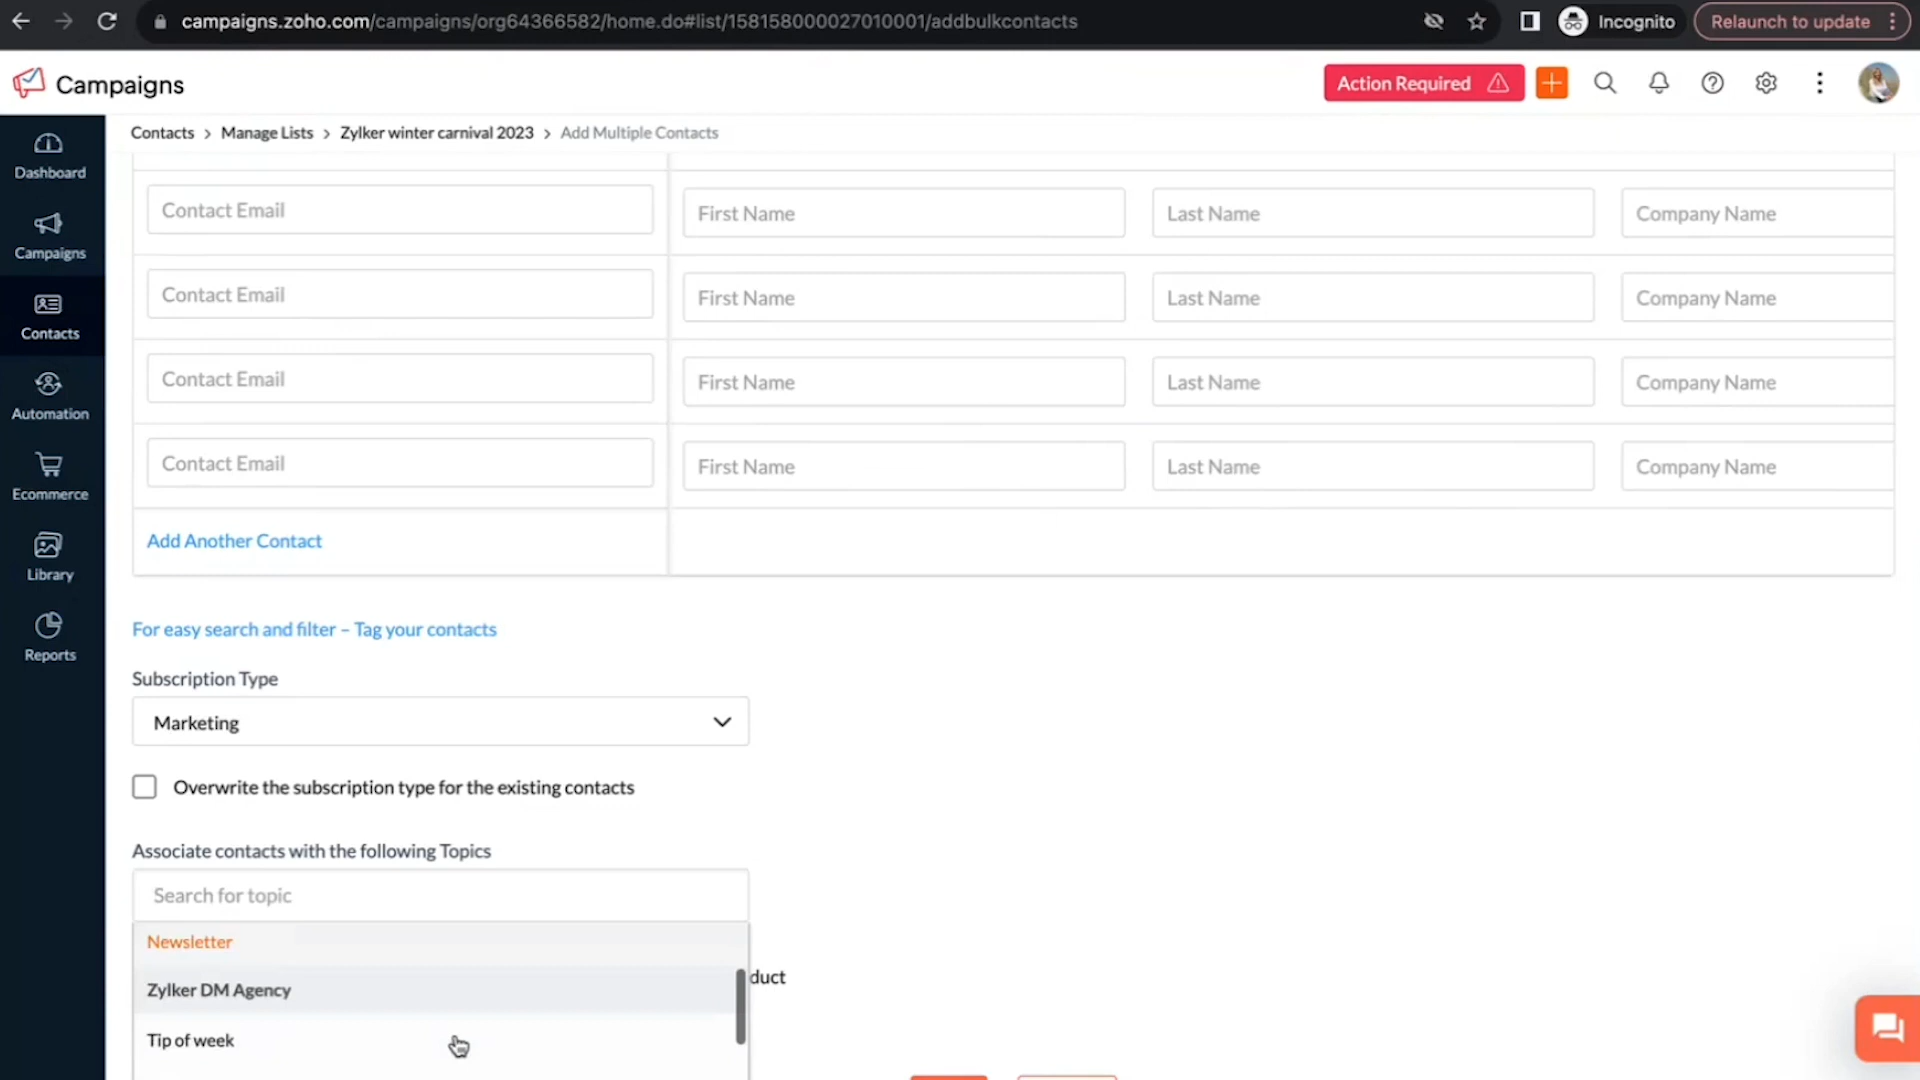 campaigns.zoho.com/campaigns/org64366582/home.do#list/158158000027010001/addbulkcontacts
Incognito
Relaunch to update
Campaigns
Action Required
Contacts > Manage Lists > Zylker winter carnival 2023 > Add Multiple Contacts
Dashboard
Campaigns
Contacts
Automation
Ecommerce
Library
Reports
Contact Email First Name Last Name Company Name
Contact Email First Name Last Name Company Name
Contact Email First Name Last Name Company Name
Contact Email First Name Last Name Company Name
Add Another Contact
For easy search and filter – Tag your contacts
Subscription Type
Marketing
Overwrite the subscription type for the existing contacts
Associate contacts with the following Topics
Search for topic
Newsletter
duct
Zylker DM Agency
Tip of week